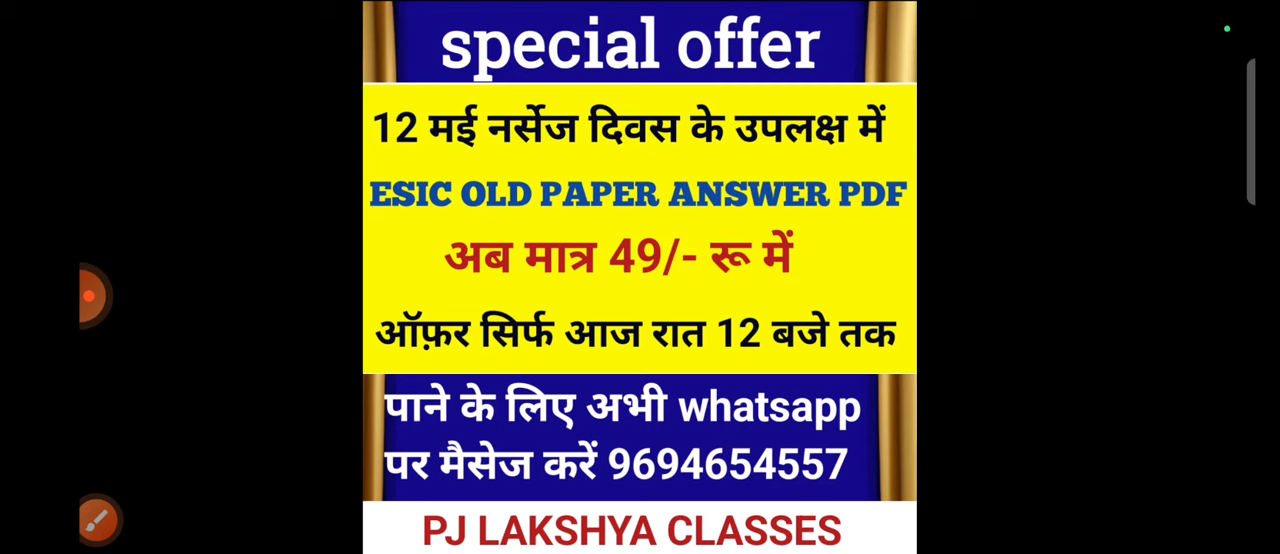 special offer
12 मई नर्सेज दिवस के उपलक्ष में
ESIC OLD PAPER ANSWER PDF
अब मात्र 49/- रू में
ऑफ़र सिर्फ आज रात 12 बजे तक
पाने के लिए अभी whatsapp
पर मैसेज करें 9694654557
PJ LAKSHYA CLASSES